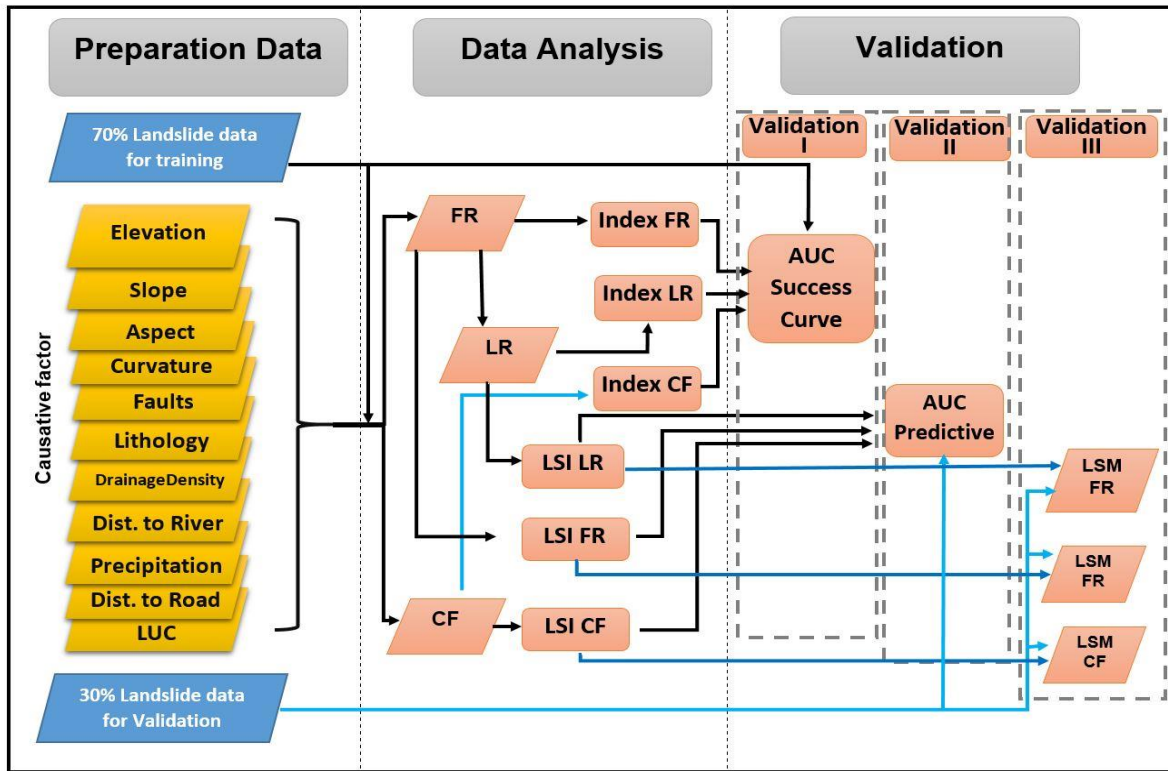 Preparation Data
Data Analysis
Validation
70% Landslide data
for training
Causative factor
Elevation
Slope
Aspect
Curvature
Faults
Lithology
DrainageDensity
Dist. to River
Precipitation
Dist. to Road
LUC
30% Landslide data
for Validation
FR
LR
CF
Index FR
Index LR
Index CF
LSI LR
LSI FR
LSI CF
Validation
I
AUC
Success
Curve
Validation
II
AUC
Predictive
Validation
III
LSM
FR
LSM
FR
LSM
CF